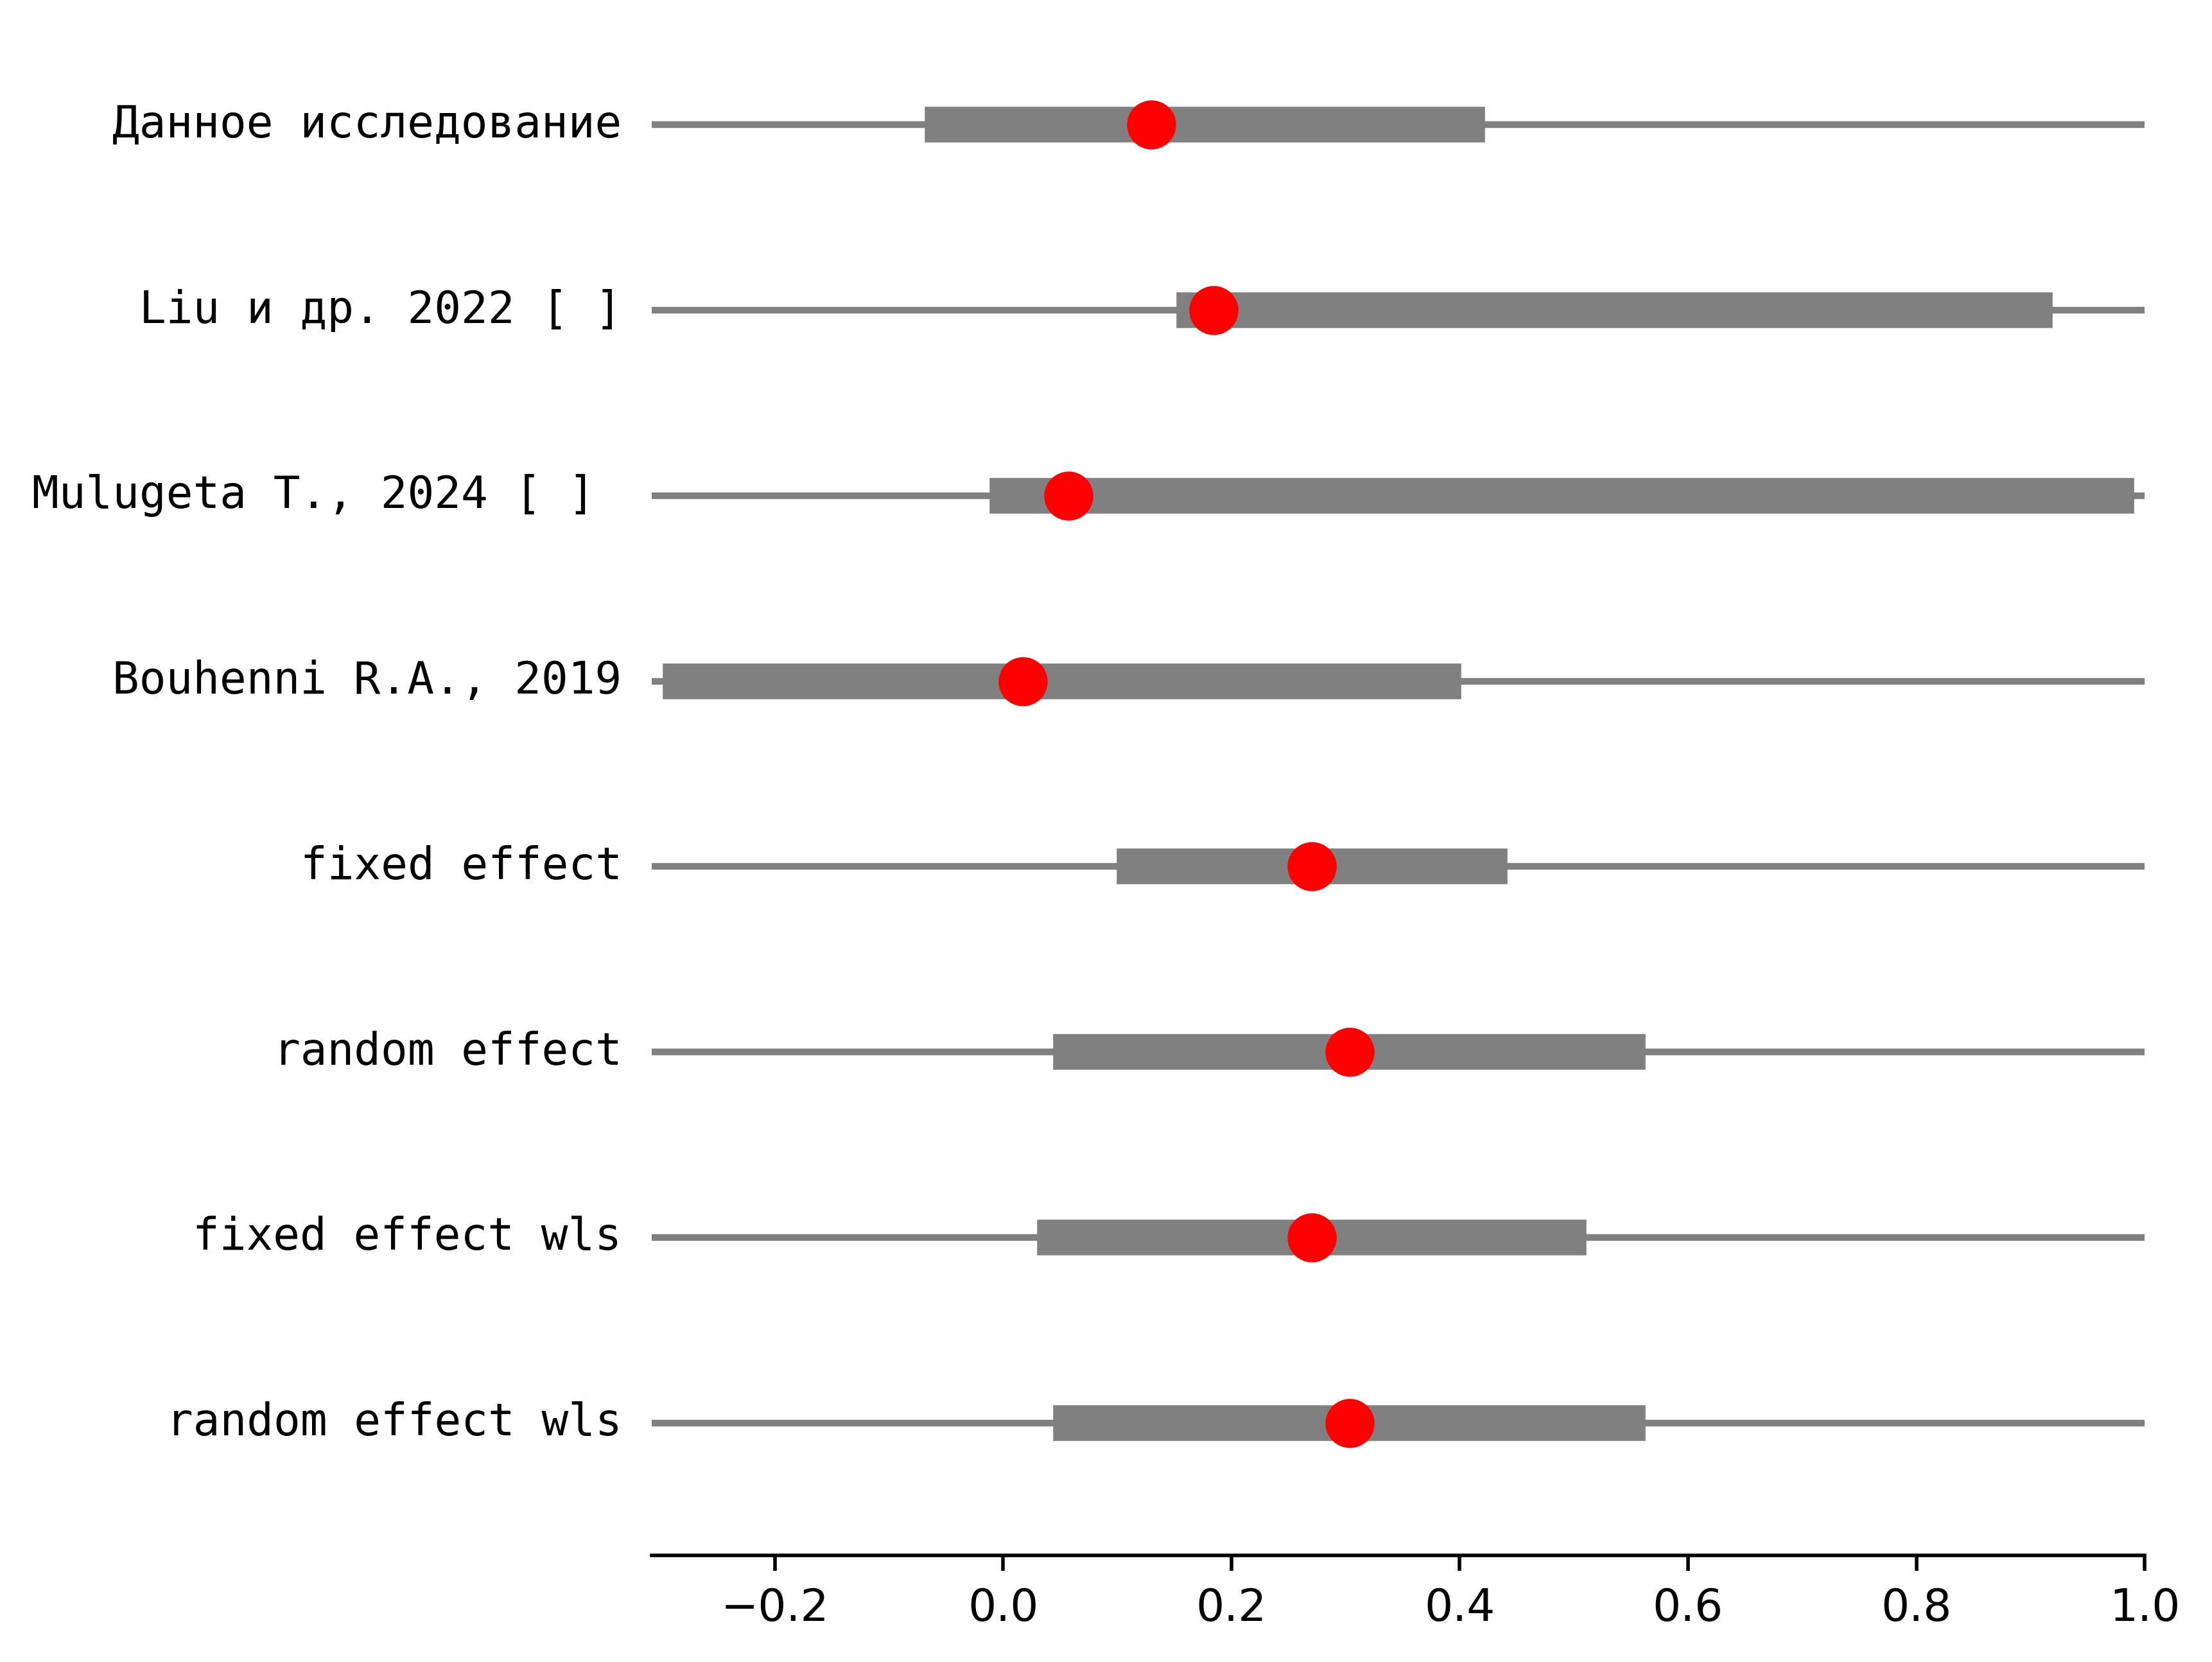 Данное исследование
Liu и др. 2022 [ ]
Mulugeta T., 2024 [ ]
Bouhenni R.A., 2019
fixed effect
random effect
fixed effect wls
random effect wls
−0.2 0.0 0.2 0.4 0.6 0.8 1.0